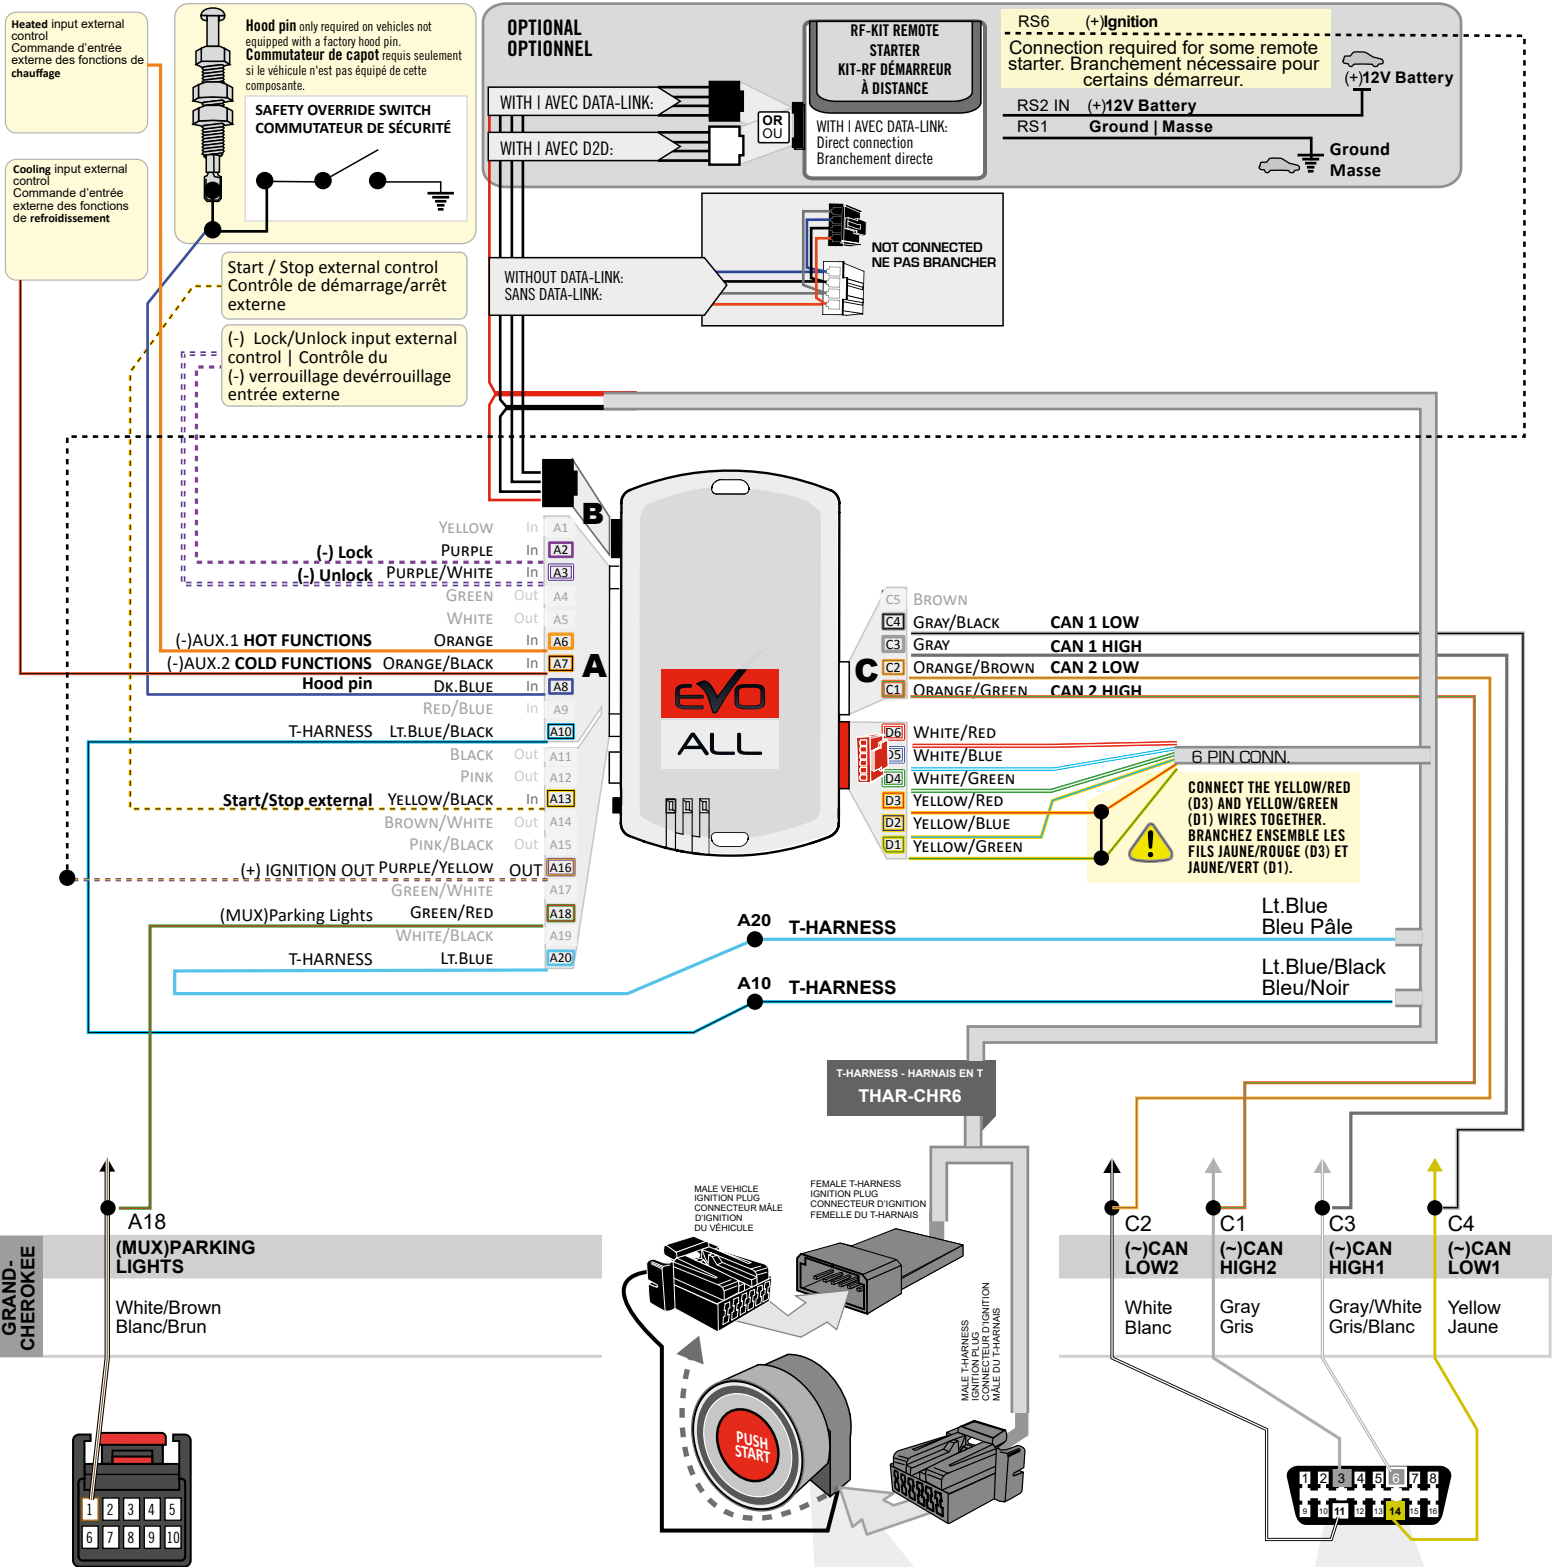 Heated input external
control
Commande d'entrée
externe des fonctions de
chauffage
Cooling input external
control
Commande d'entrée
externe des fonctions
de refroidissement
Hood pin only required on vehicles not
equipped with a factory hood pin.
Commutateur de capot requis seulement
si le véhicule n'est pas équipé de cette
composante.
SAFETY OVERRIDE SWITCH
COMMUTATEUR DE SÉCURITÉ
Start / Stop external control
Contrôle de démarrage/arrêt
externe
(-) Lock/Unlock input external
control | Contrôle du
(-) verrouillage devérrouillage
entrée externe
OPTIONAL
OPTIONNEL
WITH | AVEC DATA-LINK:
WITH | AVEC D2D:
OR
OU
RF-KIT REMOTE
STARTER
KIT-RF DÉMARREUR
À DISTANCE
WITH | AVEC DATA-LINK:
Direct connection
Branchement directe
RS6 (+)Ignition
Connection required for some remote
starter. Branchement nécessaire pour
certains démarreur.
(+)12V Battery
RS2 IN (+)12V Battery
RS1 Ground | Masse
Ground
Masse
WITHOUT DATA-LINK:
SANS DATA-LINK:
NOT CONNECTED
NE PAS BRANCHER
B
YELLOW In A1
(-) Lock PURPLE In A2
(-) Unlock PURPLE/WHITE In A3
GREEN Out A4
WHITE Out A5
(-)AUX.1 HOT FUNCTIONS ORANGE In A6
(-)AUX.2 COLD FUNCTIONS ORANGE/BLACK In A7
Hood pin DK.BLUE In A8
RED/BLUE In A9
T-HARNESS LT.BLUE/BLACK A10
BLACK Out A11
PINK Out A12
Start/Stop external YELLOW/BLACK In A13
BROWN/WHITE Out A14
PINK/BLACK Out A15
(+) IGNITION OUT PURPLE/YELLOW OUT A16
GREEN/WHITE A17
(MUX)Parking Lights GREEN/RED A18
WHITE/BLACK A19
T-HARNESS LT.BLUE A20
A
EVO
ALL
C
C5 BROWN
C4 GRAY/BLACK CAN 1 LOW
C3 GRAY CAN 1 HIGH
C2 ORANGE/BROWN CAN 2 LOW
C1 ORANGE/GREEN CAN 2 HIGH
D6 WHITE/RED
D5 WHITE/BLUE
D4 WHITE/GREEN
D3 YELLOW/RED
D2 YELLOW/BLUE
D1 YELLOW/GREEN
6 PIN CONN.
CONNECT THE YELLOW/RED
(D3) AND YELLOW/GREEN
(D1) WIRES TOGETHER.
BRANCHEZ ENSEMBLE LES
FILS JAUNE/ROUGE (D3) ET
JAUNE/VERT (D1).
!
A20 T-HARNESS
Lt.Blue
Bleu Pâle
A10 T-HARNESS
Lt.Blue/Black
Bleu/Noir
T-HARNESS - HARNAIS EN T
THAR-CHR6
MALE VEHICLE
IGNITION PLUG
CONNECTEUR MÂLE
D'IGNITION
DU VÉHICULE
FEMALE T-HARNESS
IGNITION PLUG
CONNECTEUR D'IGNITION
FEMELLE DU T-HARNAIS
MALE T-HARNESS
IGNITION PLUG
CONNECTEUR D'IGNITION
MÂLE DU T-HARNAIS
PUSH
START
GRAND-
CHEROKEE
A18
(MUX)PARKING
LIGHTS
White/Brown
Blanc/Brun
1 2 3 4 5
6 7 8 9 10
C2
(~)CAN
LOW2
White
Blanc
C1
(~)CAN
HIGH2
Gray
Gris
C3
(~)CAN
HIGH1
Gray/White
Gris/Blanc
C4
(~)CAN
LOW1
Yellow
Jaune
1 2 3 4 5 6 7 8
9 10 11 12 13 14 15 16